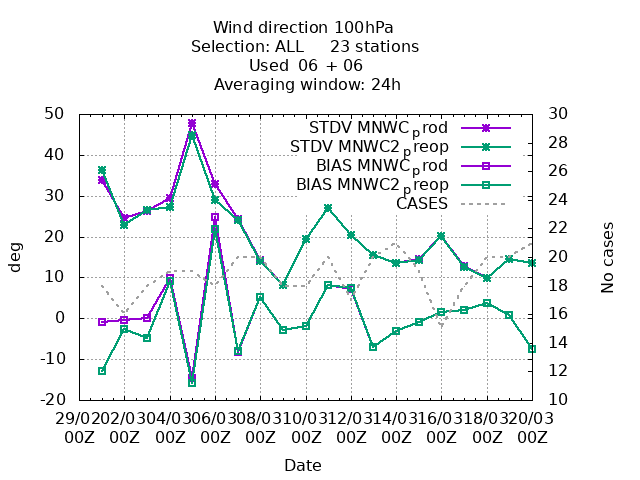 Wind direction 100hPa
Selection: ALL 23 stations
Used 06 + 06
Averaging window: 24h
50
40
30
20
10
0
-10
-20
deg
STDV MNWC_prod
STDV MNWC2_preop
BIAS MNWC_prod
BIAS MNWC2_preop
CASES
30
28
26
24
22
20
18
16
14
12
10
No cases
29/02 02/03 04/03 06/03 08/03 10/03 12/03 14/03 16/03 18/03 20/03
00Z 00Z 00Z 00Z 00Z 00Z 00Z 00Z 00Z 00Z 00Z
Date